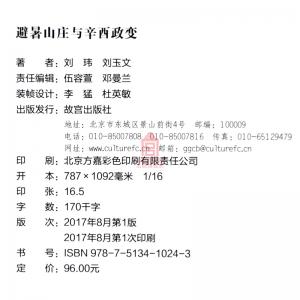 避暑山庄与辛酉政变
著　　者：刘　玮　刘玉文
责任编辑：伍容萱　邓曼兰
装帧设计：李　猛　杜英敏
出版发行：故宫出版社
地址：北京市东城区景山前街4号　邮编：100009
电话：010-85007808　010-85007816　传真：010-65129479
网址：www.culturefc.cn　邮箱：ggcb@culturefc.cn
印　　刷：北京方嘉彩色印刷有限责任公司
开　　本：787×1092毫米　1/16
印　　张：16.5
字　　数：170千字
版　　次：2017年8月第1版
2017年8月第1次印刷
书　　号：ISBN 978-7-5134-1024-3
定　　价：96.00元